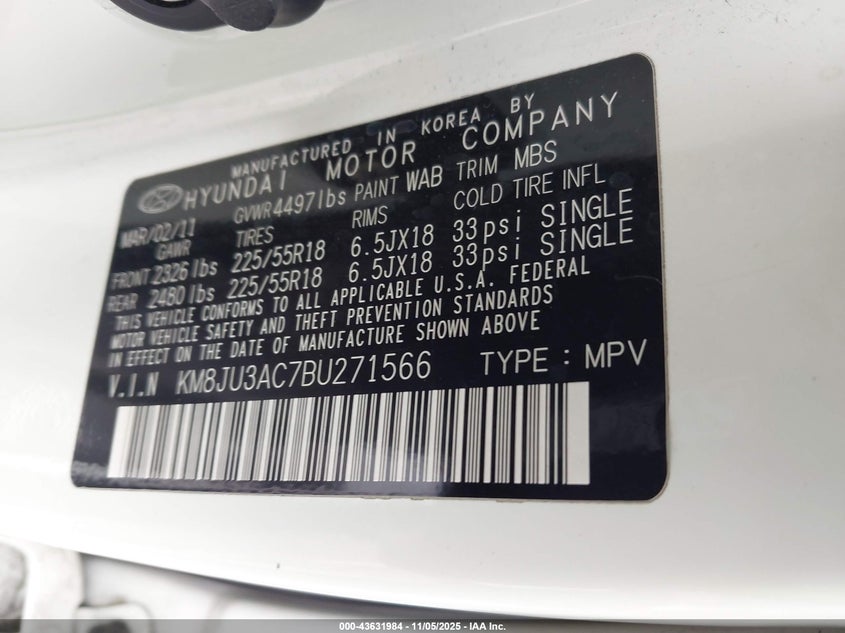 MANUFACTURED IN KOREA BY
HYUNDAI MOTOR COMPANY
MAR/02/11 GVWR 4497lbs PAINT WAB TRIM MBS
GAWR TIRES RIMS COLD TIRE INFL
FRONT 2326 lbs 225/55R18 6.5JX18 33psi SINGLE
REAR 2480 lbs 225/55R18 6.5JX18 33psi SINGLE
THIS VEHICLE CONFORMS TO ALL APPLICABLE U.S.A. FEDERAL
MOTOR VEHICLE SAFETY AND THEFT PREVENTION STANDARDS
IN EFFECT ON THE DATE OF MANUFACTURE SHOWN ABOVE
V.I.N KM8JU3AC7BU271566 TYPE : MPV
000-43631984 | 11/05/2025 | IAA Inc.